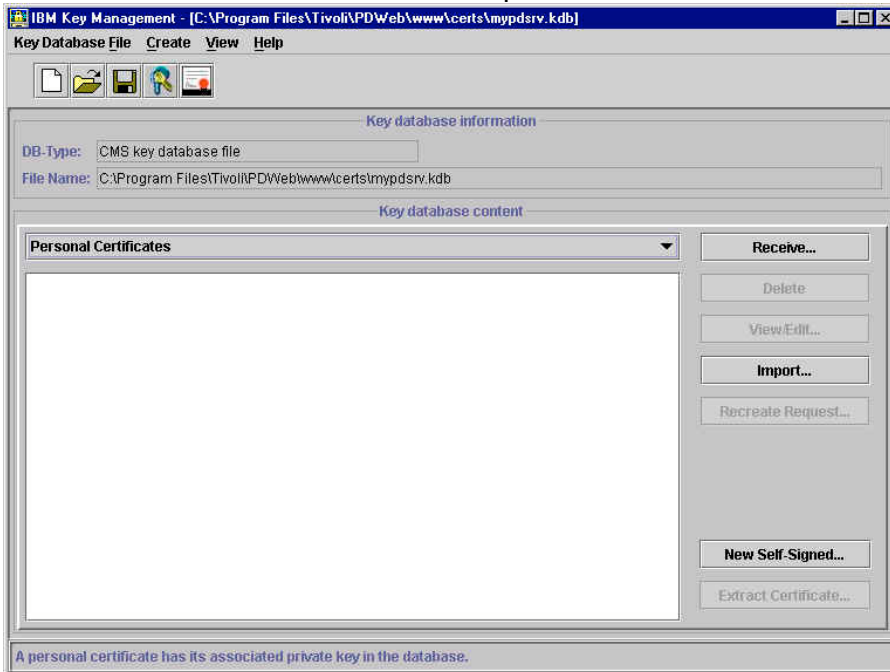 IBM Key Management - [C:\Program Files\Tivoli\PDWeb\www\certs\mypdsrv.kdb]
Key Database File Create View Help
Key database information
DB-Type: CMS key database file
File Name: C:\Program Files\Tivoli\PDWeb\www\certs\mypdsrv.kdb
Key database content
Personal Certificates
Receive...
Delete
View/Edit...
Import...
Recreate Request...
New Self-Signed...
Extract Certificate...
A personal certificate has its associated private key in the database.